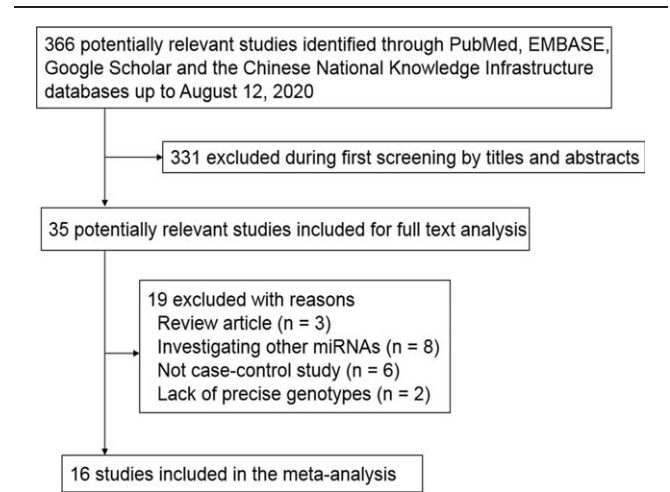 366 potentially relevant studies identified through PubMed, EMBASE,
Google Scholar and the Chinese National Knowledge Infrastructure
databases up to August 12, 2020
331 excluded during first screening by titles and abstracts
35 potentially relevant studies included for full text analysis
19 excluded with reasons
Review article (n = 3)
Investigating other miRNAs (n = 8)
Not case-control study (n = 6)
Lack of precise genotypes (n = 2)
16 studies included in the meta-analysis